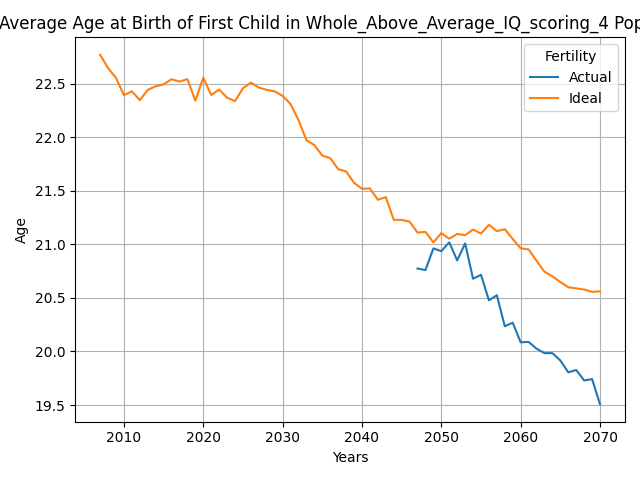 Average Age at Birth of First Child in Whole_Above_Average_IQ_scoring_4 Pop
Fertility
Actual
Ideal
22.5
22.0
21.5
21.0
20.5
20.0
19.5
Age
2010 2020 2030 2040 2050 2060 2070
Years